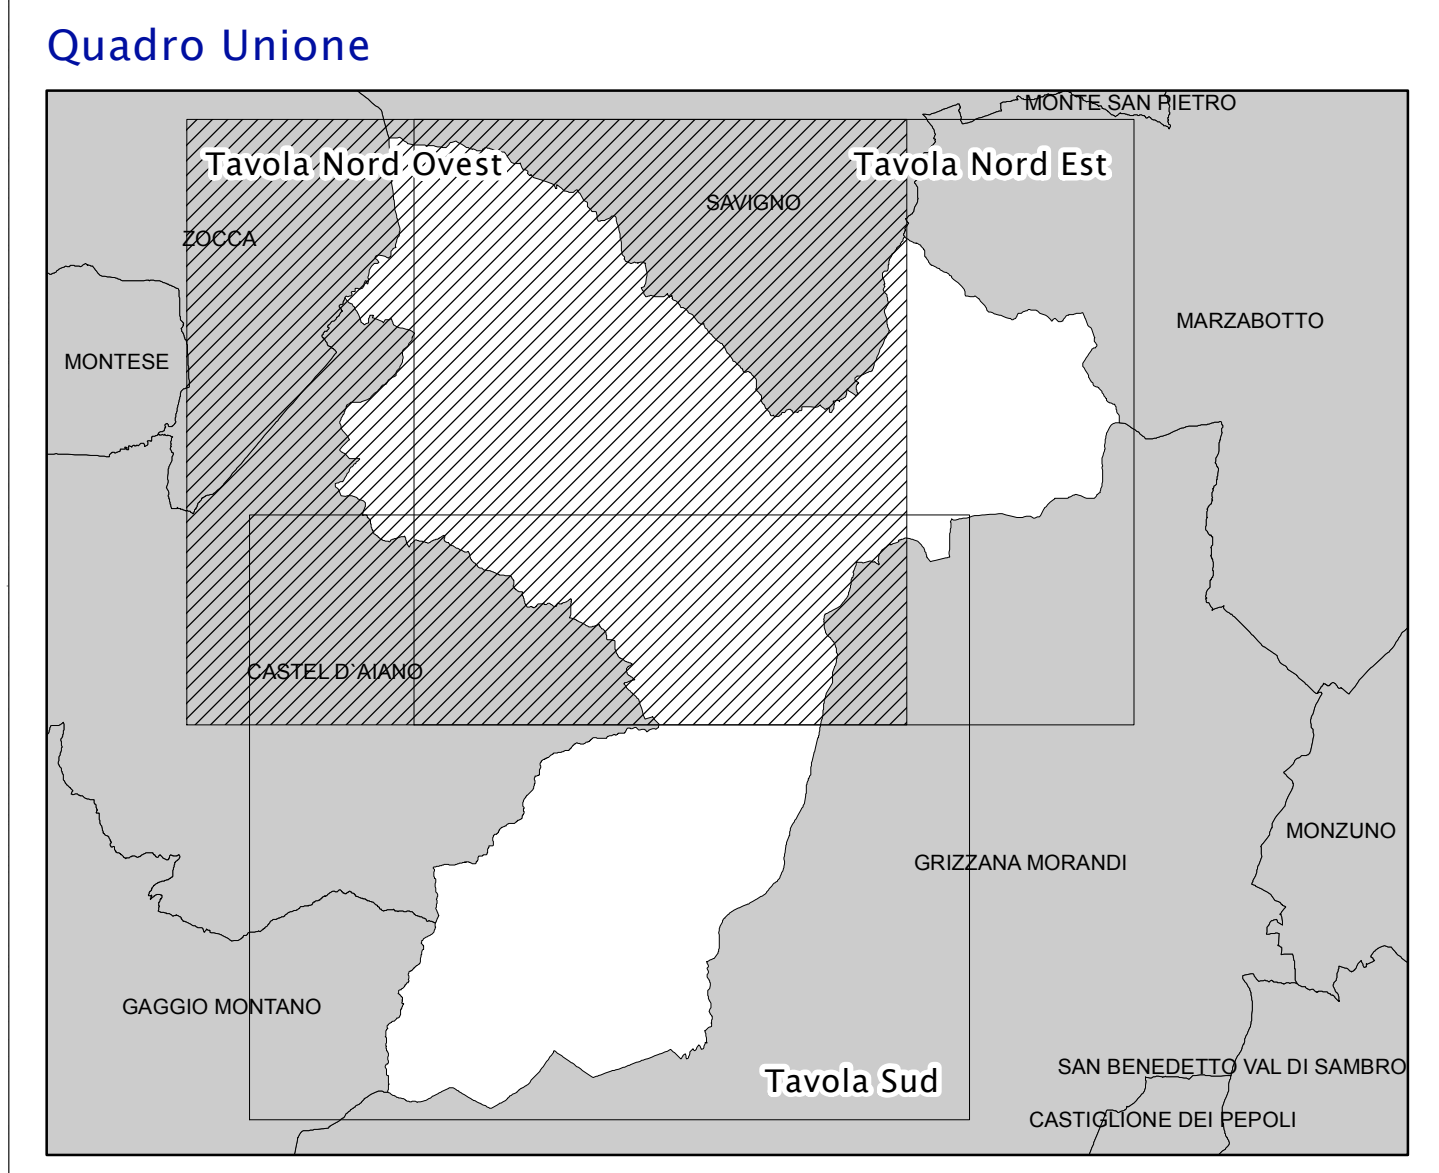 Quadro Unione
MONTE SAN PIETRO
Tavola Nord Ovest
Tavola Nord Est
SAVIGNO
ZOCCA
MARZABOTTO
MONTESE
CASTEL D`AIANO
MONZUNO
GRIZZANA MORANDI
GAGGIO MONTANO
SAN BENEDETTO VAL DI SAMBRO
Tavola Sud
CASTIGLIONE DEI PEPOLI